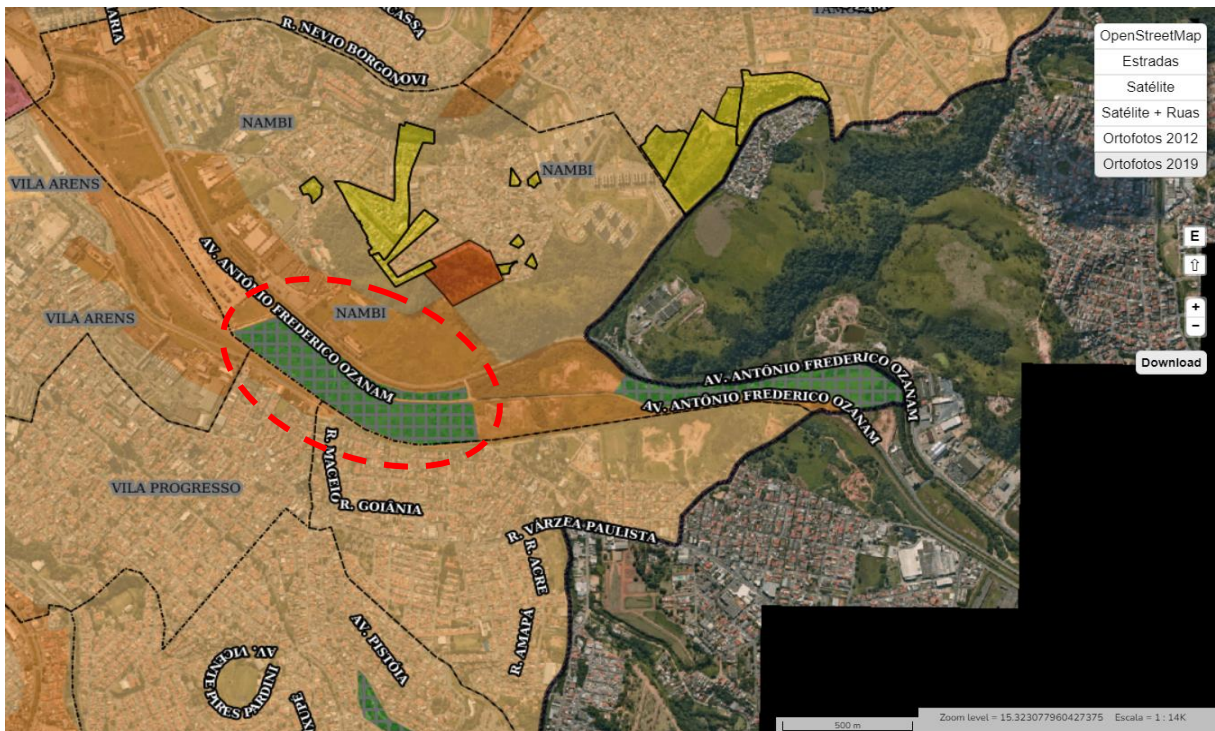 R. NEVIO BORGONOVI
OpenStreetMap
Estradas
Satélite
Satélite + Ruas
Ortofotos 2012
Ortofotos 2019
NAMBI
NAMBI
VILA ARENS
AV. ANTÔNIO FREDERICO OZANAM
E
⇧
+
−
Download
NAMBI
VILA ARENS
AV. ANTÔNIO FREDERICO OZANAM
AV. ANTÔNIO FREDERICO OZANAM
R. MACEIO
VILA PROGRESSO
R. GOIÂNIA
R. VÁRZEA PAULISTA
R. ACRE
R. AMAPÁ
AV. PISTÓIA
AV. VICENTE PIRES PARDINI
500 m
Zoom level = 15.323077960427375 Escala = 1 : 14K